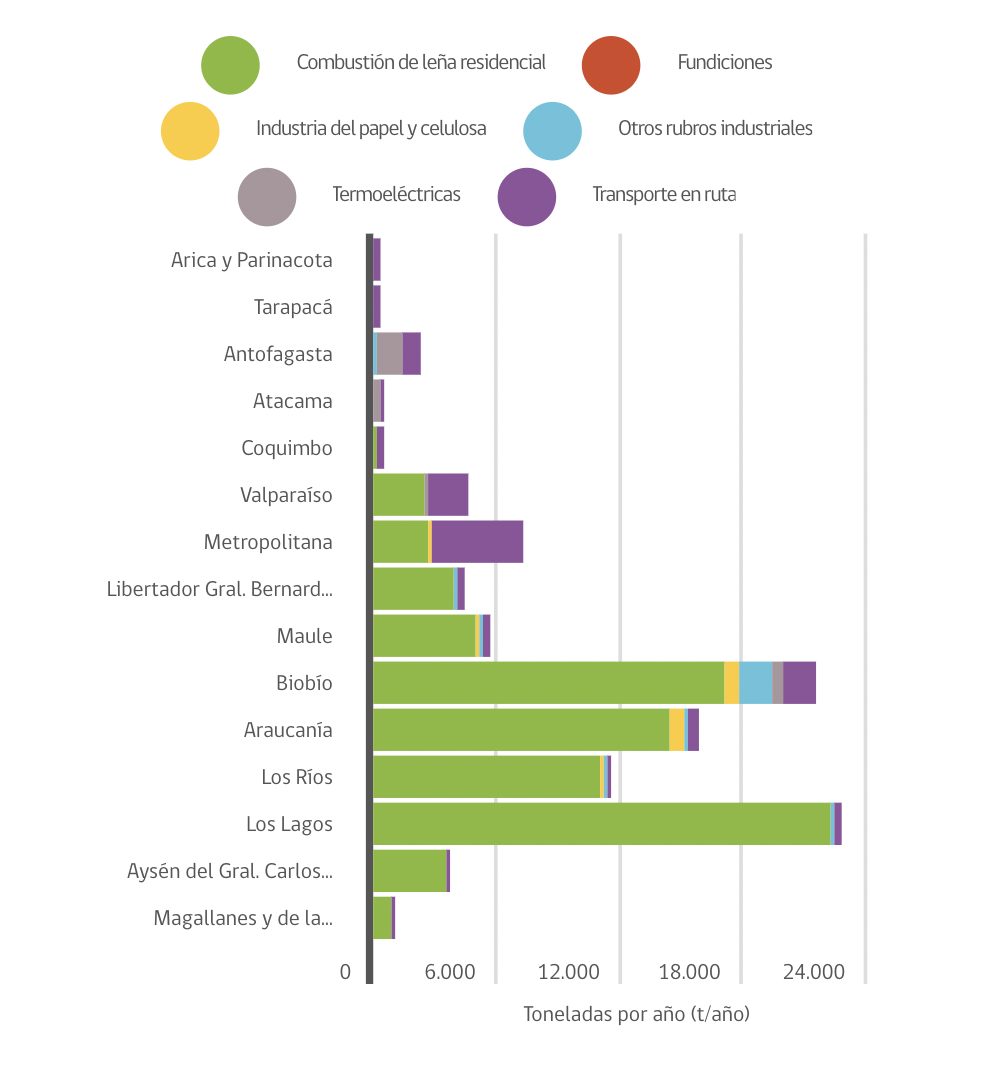 Combustión de leña residencial
Fundiciones
Industria del papel y celulosa
Otros rubros industriales
Termoeléctricas
Transporte en ruta
Arica y Parinacota
Tarapacá
Antofagasta
Atacama
Coquimbo
Valparaíso
Metropolitana
Libertador Gral. Bernard...
Maule
Biobío
Araucanía
Los Ríos
Los Lagos
Aysén del Gral. Carlos...
Magallanes y de la...
0 6.000 12.000 18.000 24.000
Toneladas por año (t/año)